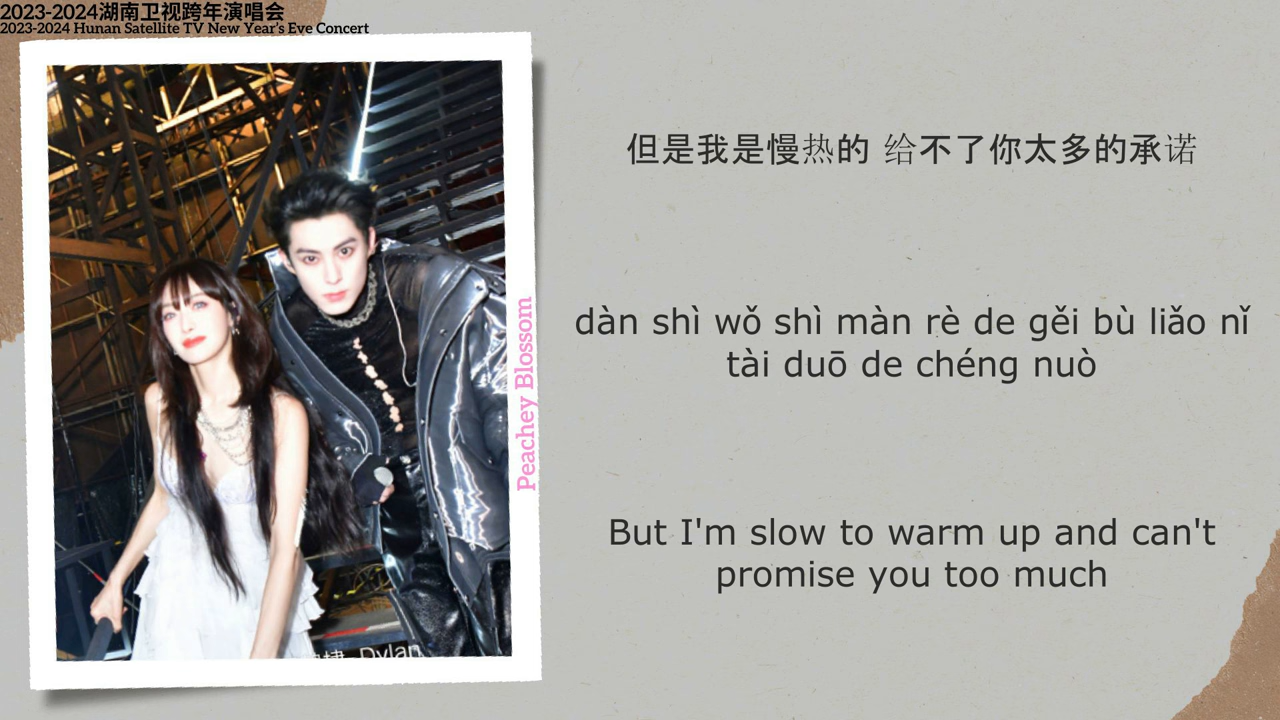 2023-2024湖南卫视跨年演唱会
2023-2024 Hunan Satellite TV New Year's Eve Concert
但是我是慢热的 给不了你太多的承诺
dàn shì wǒ shì màn rè de gěi bù liǎo nǐ
tài duō de chéng nuò
But I'm slow to warm up and can't
promise you too much
Peachey Blossom
Dylan